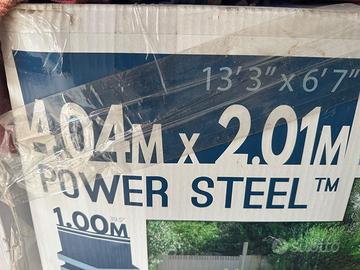 13'3" x 6'7"
4.04M x 2.01M
POWER STEEL™
1.00M